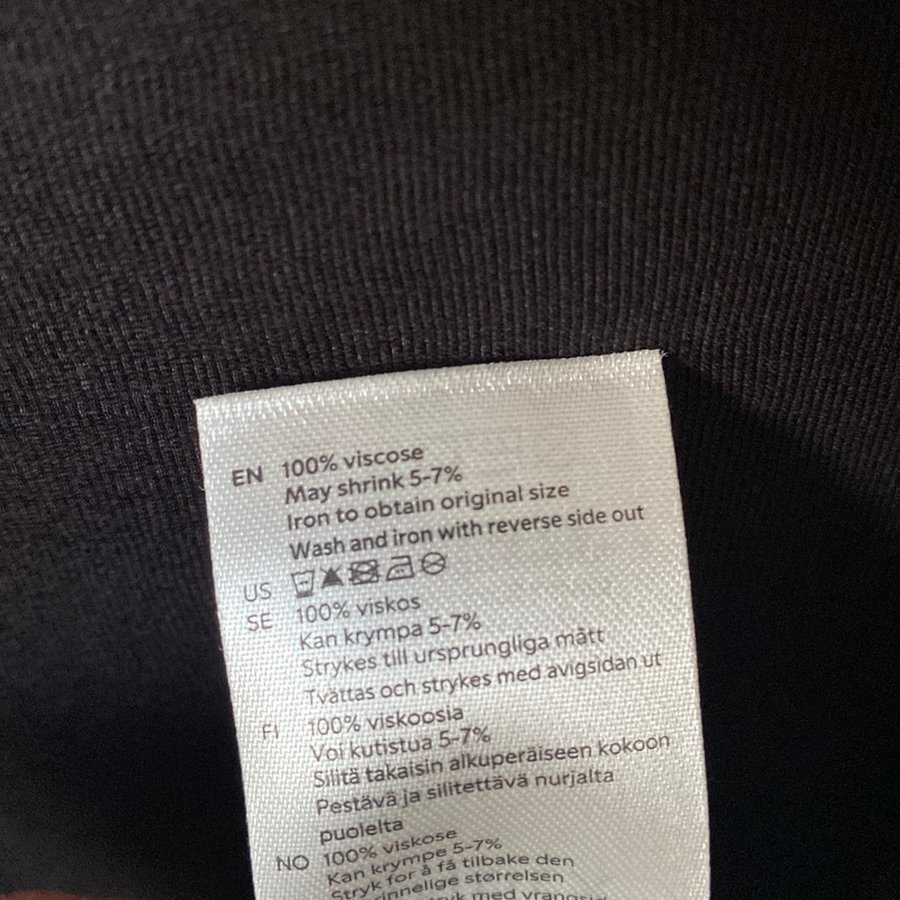 EN 100% viscose
May shrink 5-7%
Iron to obtain original size
Wash and iron with reverse side out
US
SE 100% viskos
Kan krympa 5-7%
Strykes till ursprungliga mått
Tvättas och strykes med avigsidan ut
FI 100% viskoosia
Voi kutistua 5-7%
Silitä takaisin alkuperäiseen kokoon
Pestävä ja silitettävä nurjalta
puolelta
NO 100% viskose
Kan krympe 5-7%
Stryk for å få tilbake den
størrelsen
med